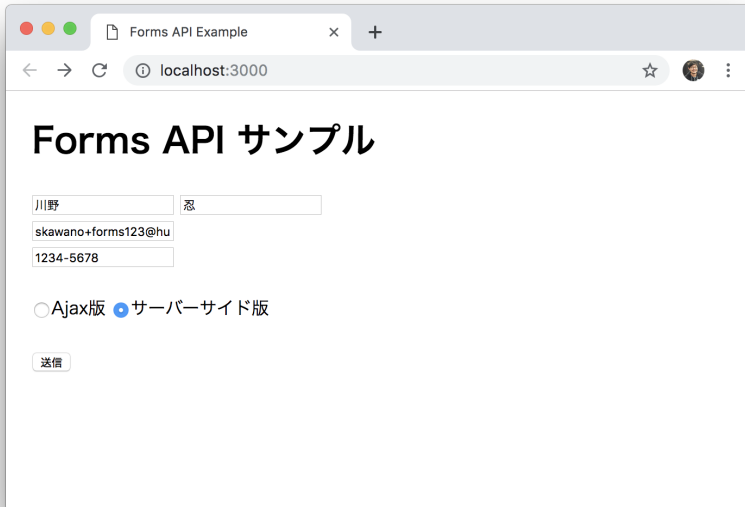 Forms API Example
localhost:3000
Forms API サンプル
川野 忍
skawano+forms123@hu
1234-5678
Ajax版 サーバーサイド版
送信